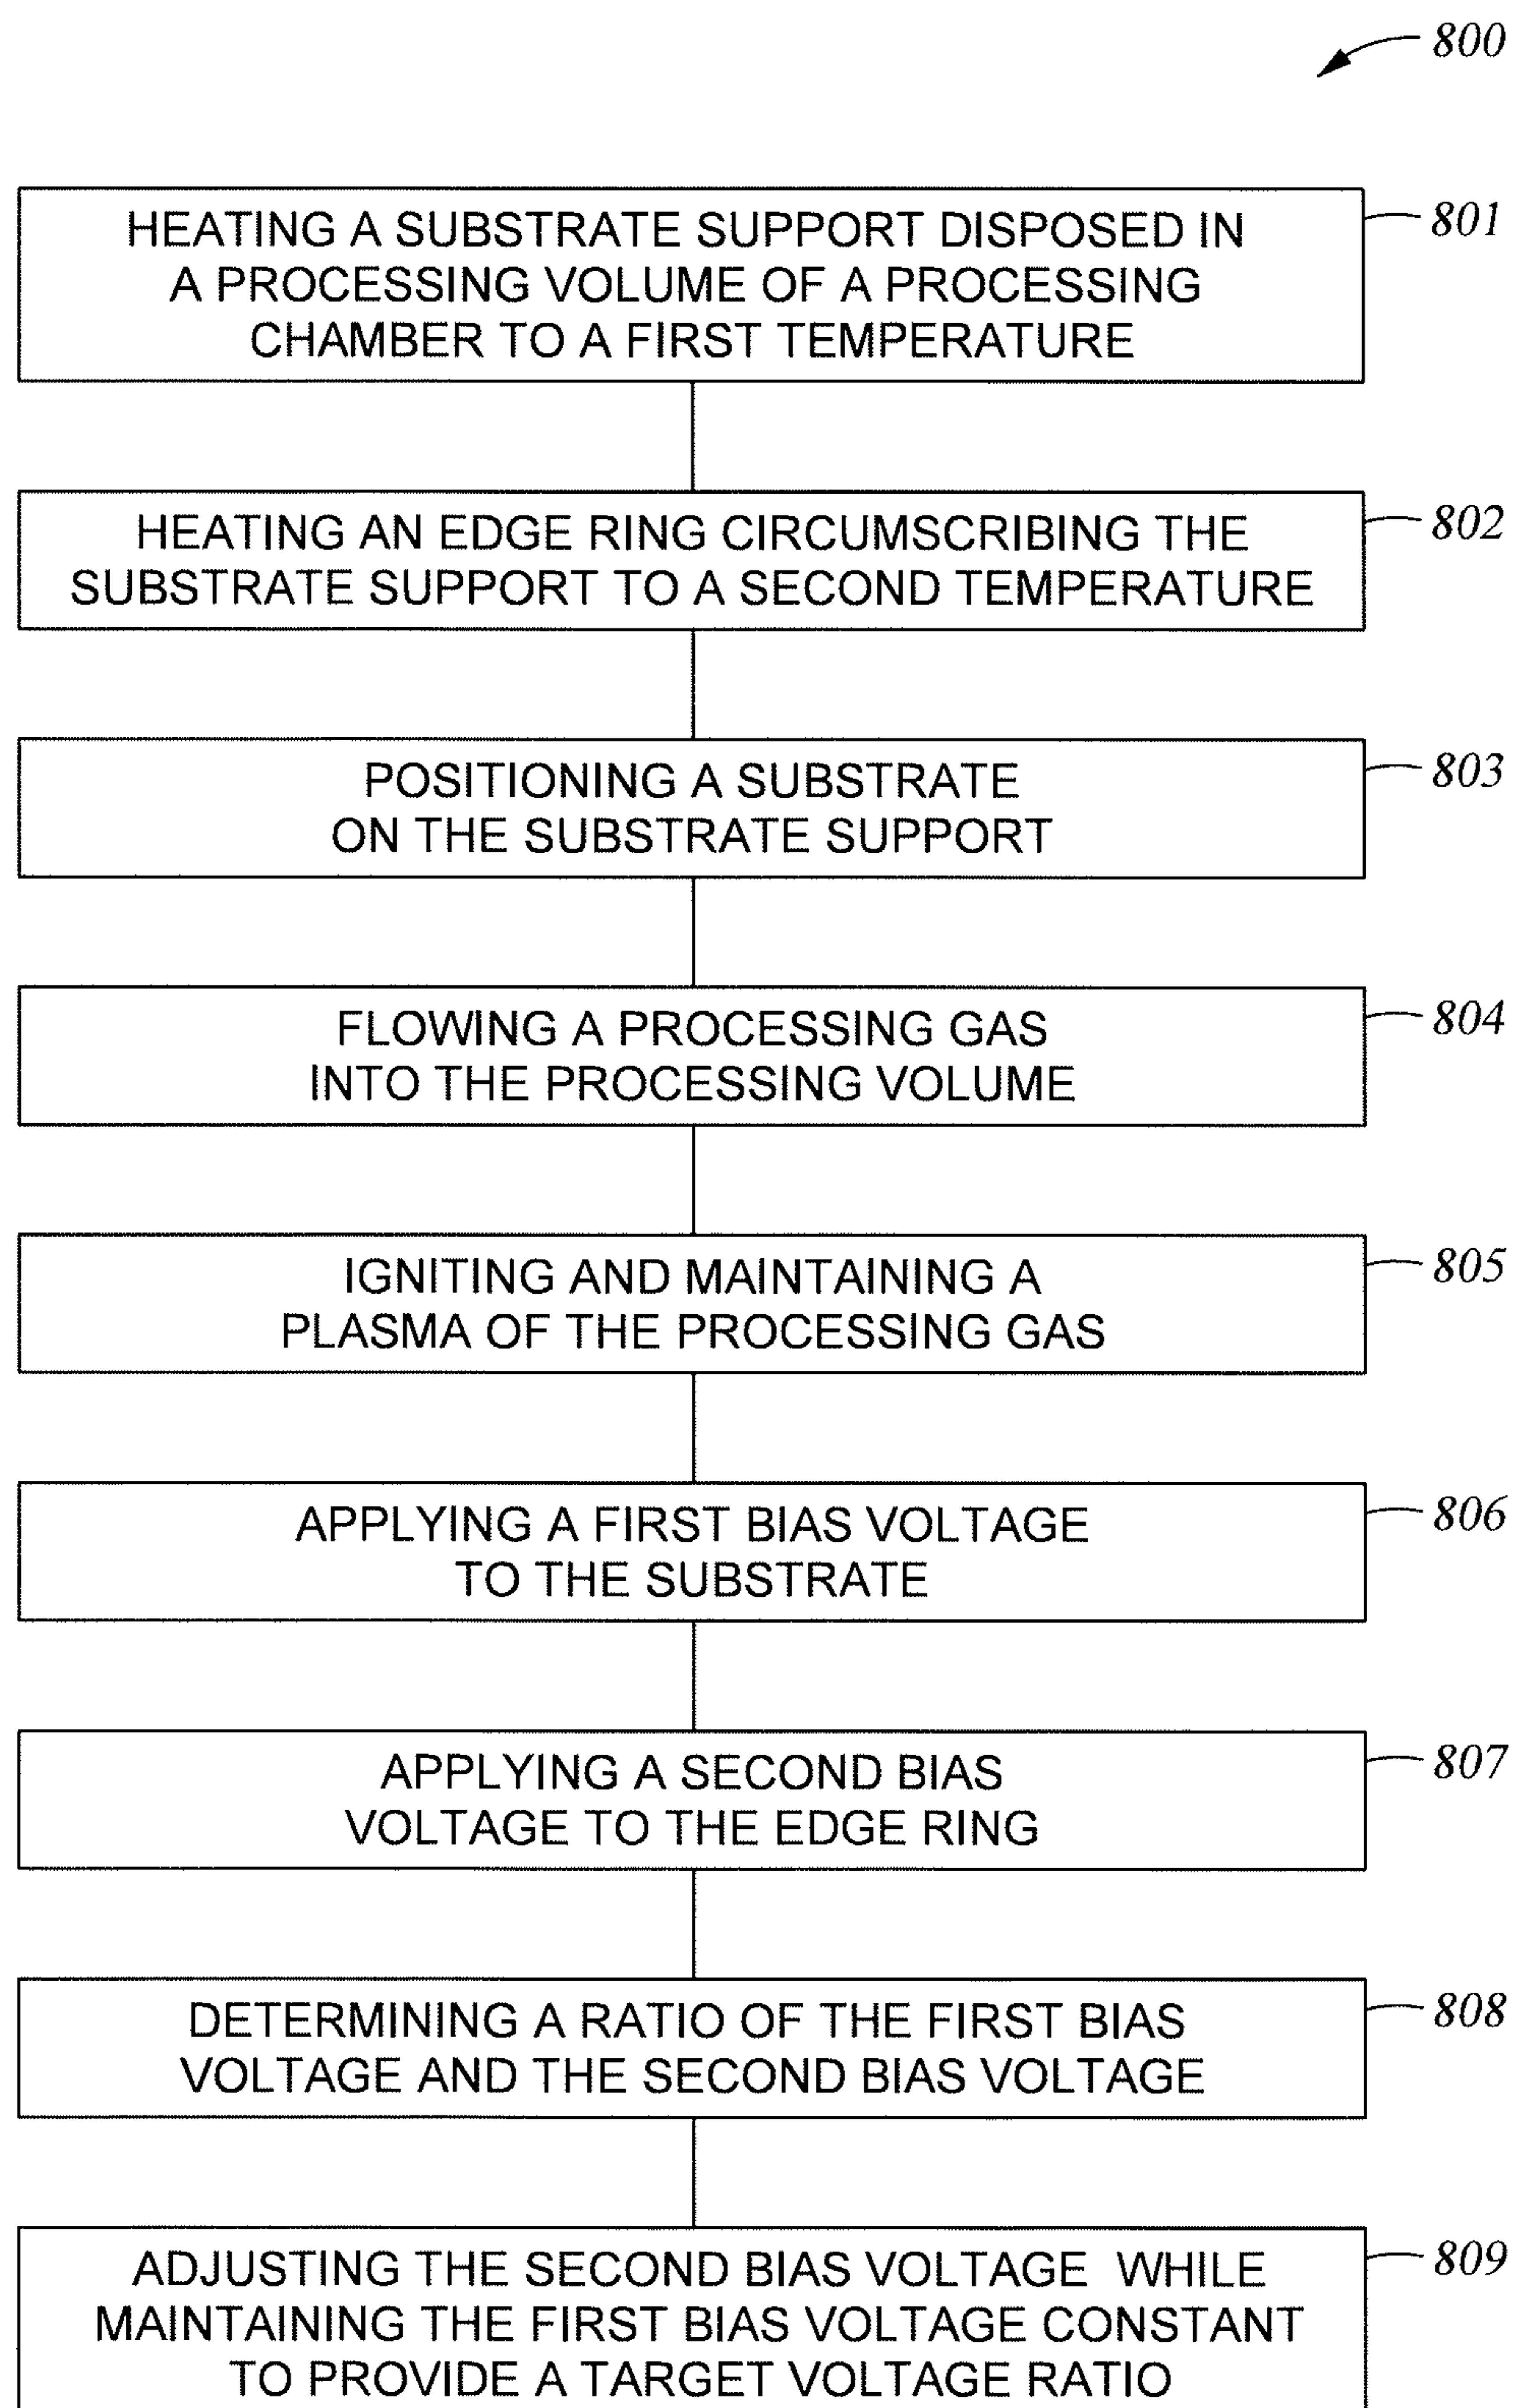 800
HEATING A SUBSTRATE SUPPORT DISPOSED IN
A PROCESSING VOLUME OF A PROCESSING
CHAMBER TO A FIRST TEMPERATURE
801
HEATING AN EDGE RING CIRCUMSCRIBING THE
SUBSTRATE SUPPORT TO A SECOND TEMPERATURE
802
POSITIONING A SUBSTRATE
ON THE SUBSTRATE SUPPORT
803
FLOWING A PROCESSING GAS
INTO THE PROCESSING VOLUME
804
IGNITING AND MAINTAINING A
PLASMA OF THE PROCESSING GAS
805
APPLYING A FIRST BIAS VOLTAGE
TO THE SUBSTRATE
806
APPLYING A SECOND BIAS
VOLTAGE TO THE EDGE RING
807
DETERMINING A RATIO OF THE FIRST BIAS
VOLTAGE AND THE SECOND BIAS VOLTAGE
808
ADJUSTING THE SECOND BIAS VOLTAGE WHILE
MAINTAINING THE FIRST BIAS VOLTAGE CONSTANT
TO PROVIDE A TARGET VOLTAGE RATIO
809